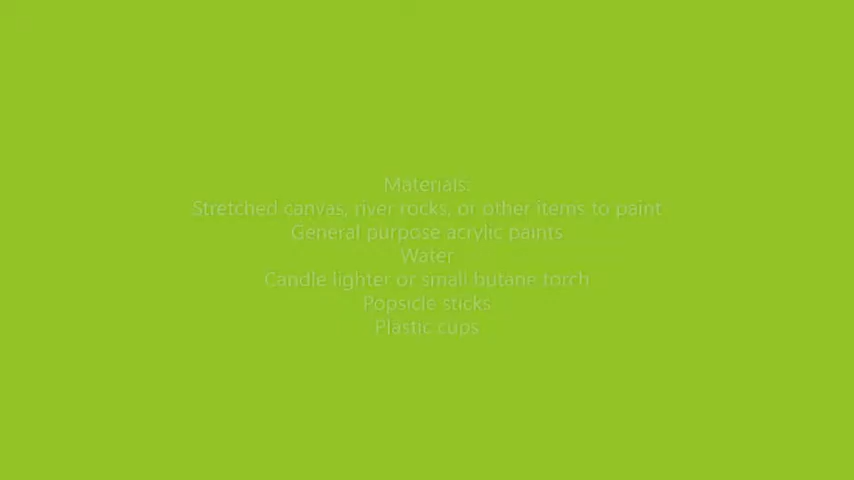 Materials:
Stretched canvas, river rocks, or other items to paint
General purpose acrylic paints
Water
Candle lighter or small butane torch
Popsicle sticks
Plastic cups